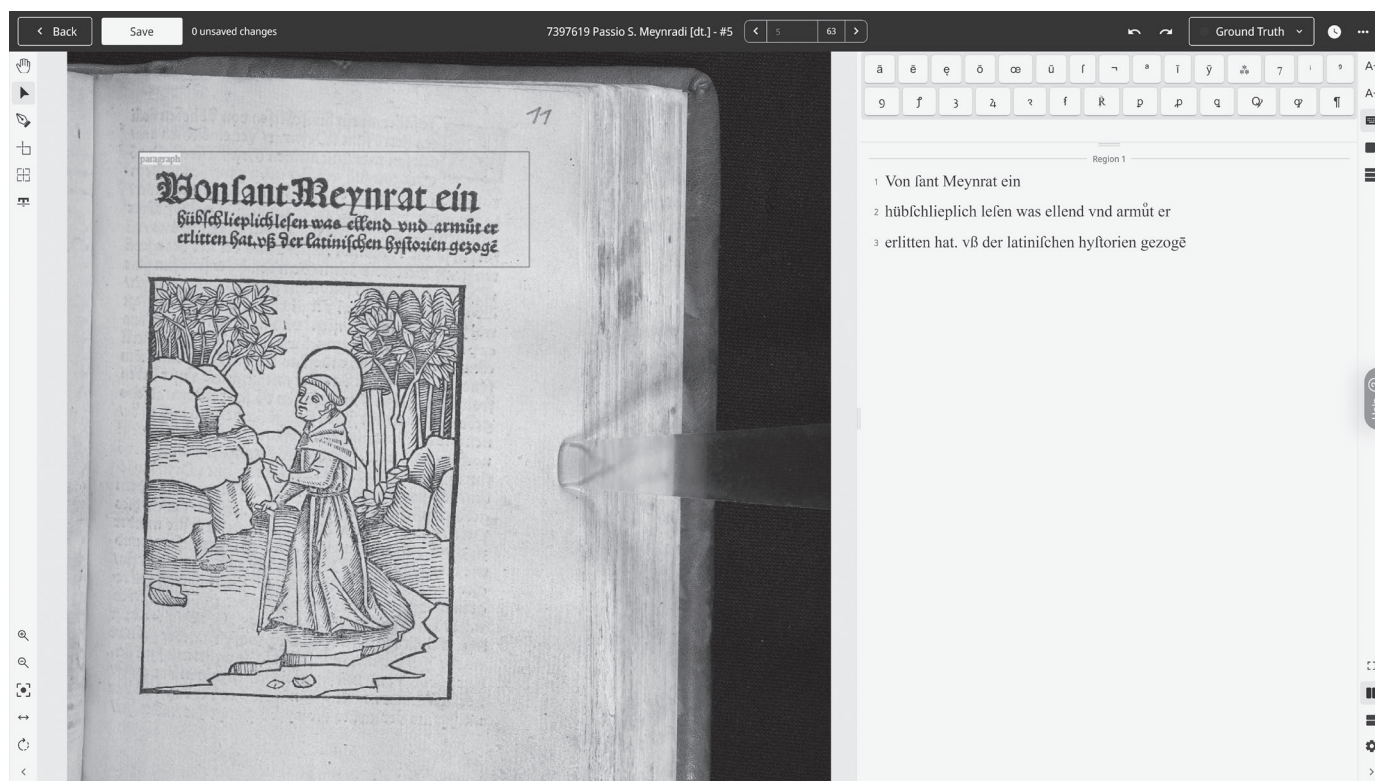 Back
Save
0 unsaved changes
7397619 Passio S. Meynradi [dt.] - #5
5
63
Ground Truth
ā ē ę ō œ ū ſ ¬ ª ī ÿ ⁂ 7 ꝰ
ꝯ ƒ ꝫ ꝝ f ℟ ꝑ ꝓ ꝗ ¶
A-
A-
11
paragraph
Von ſant Meynrat ein
hübſchlieplich leſen was ellend vnd armůt er
erlitten hat. vß der latiniſchen hyſtorien gezogē
Region 1
1 Von ſant Meynrat ein
2 hübſchlieplich leſen was ellend vnd armůt er
3 erlitten hat. vß der latiniſchen hyſtorien gezogē